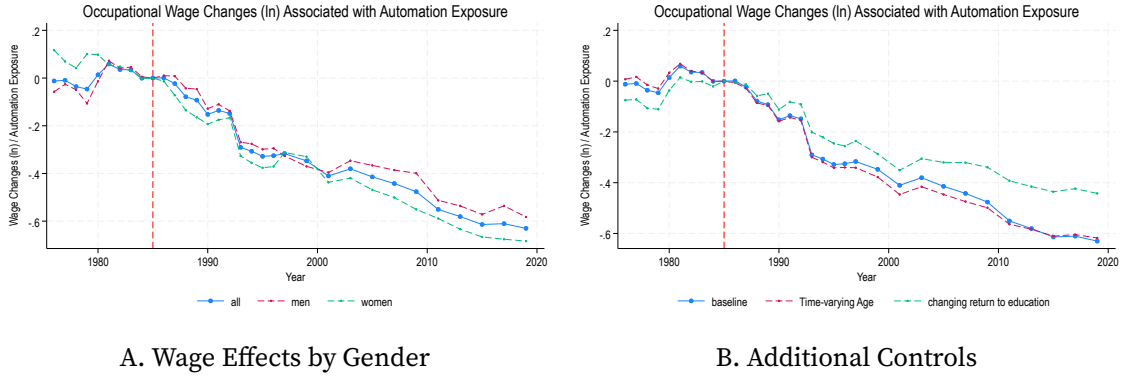 Occupational Wage Changes (ln) Associated with Automation Exposure
Wage Changes (ln) / Automation Exposure
.2
0
-.2
-.4
-.6
1980 1990 2000 2010 2020
Year
all men women
A. Wage Effects by Gender
Occupational Wage Changes (ln) Associated with Automation Exposure
Wage Changes (ln) / Automation Exposure
.2
0
-.2
-.4
-.6
1980 1990 2000 2010 2020
Year
baseline Time-varying Age changing return to education
B. Additional Controls